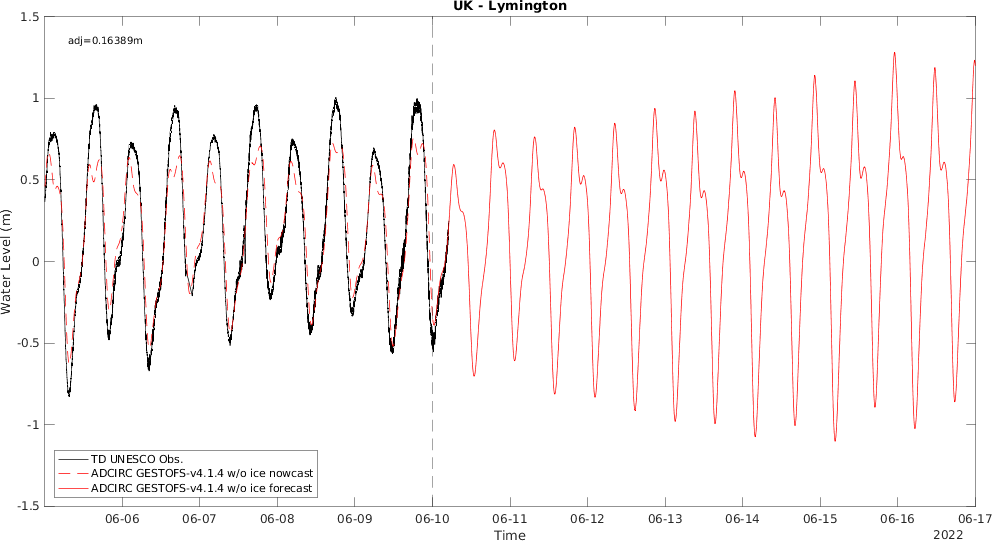 UK - Lymington
adj=0.16389m
Water Level (m)
1.5
1
0.5
0
-0.5
-1
-1.5
TD UNESCO Obs.
ADCIRC GESTOFS-v4.1.4 w/o ice nowcast
ADCIRC GESTOFS-v4.1.4 w/o ice forecast
06-06 06-07 06-08 06-09 06-10 06-11 06-12 06-13 06-14 06-15 06-16 06-17
Time
2022